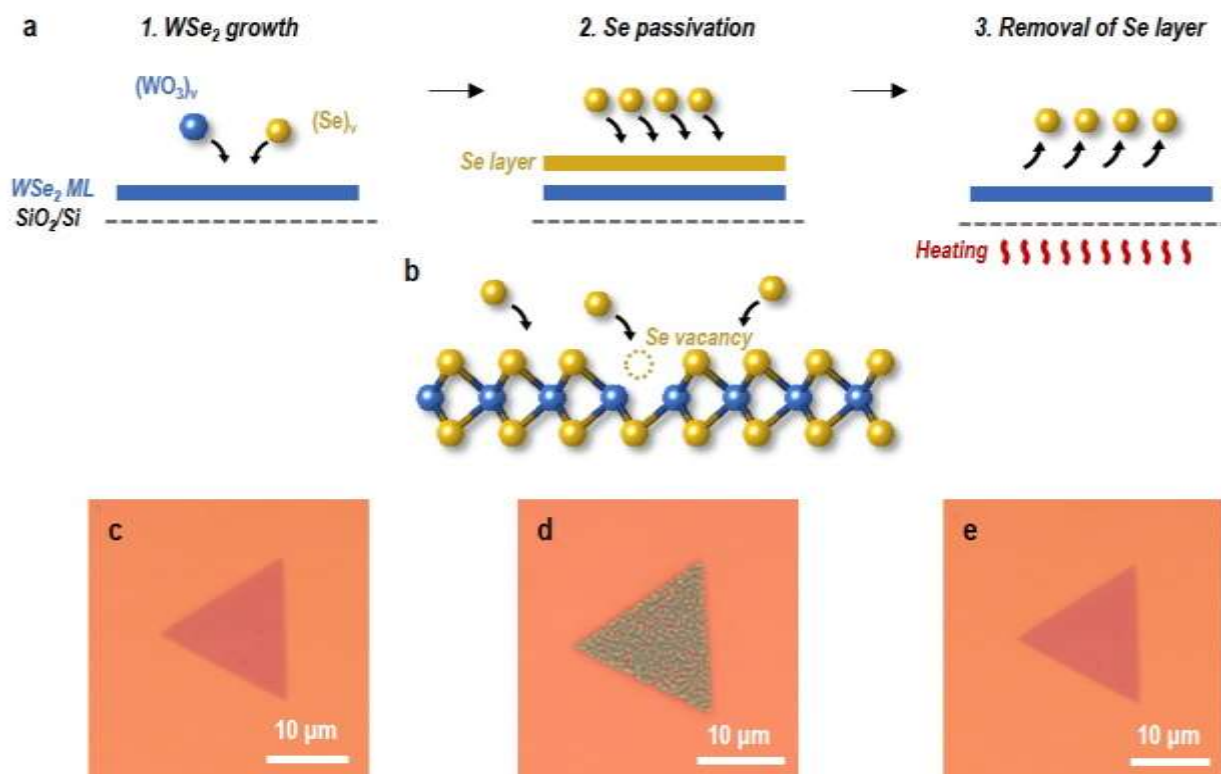 a
1. WSe₂ growth
2. Se passivation
3. Removal of Se layer
(WO₃)ᵥ
(Se)ᵥ
Se layer
WSe₂ ML
SiO₂/Si
Heating
b
Se vacancy
c
10 µm
d
10 µm
e
10 µm